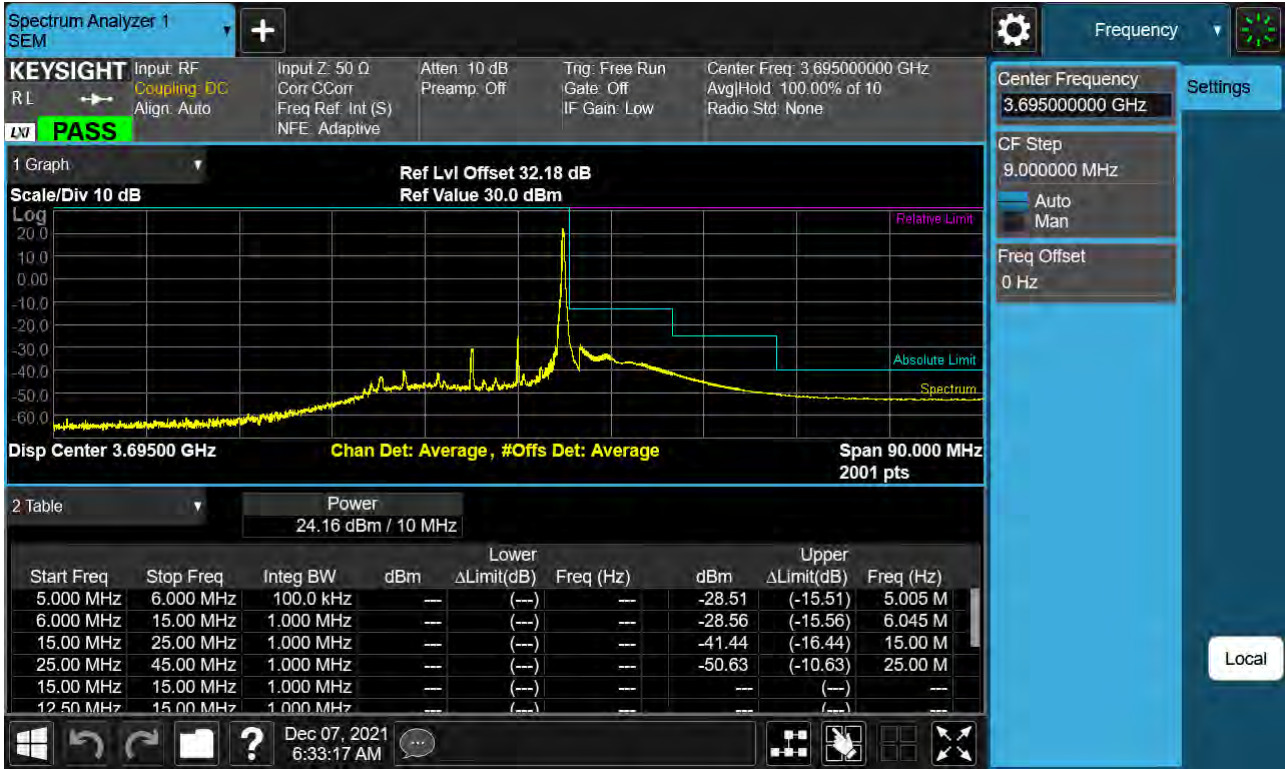 Spectrum Analyzer 1
SEM
+
Frequency
KEYSIGHT
RL
LXI
PASS
Input: RF
Coupling: DC
Align: Auto
Input Z: 50 Ω
Corr CCorr
Freq Ref: Int (S)
NFE: Adaptive
Atten: 10 dB
Preamp: Off
Trig: Free Run
Gate: Off
IF Gain: Low
Center Freq: 3.695000000 GHz
Avg|Hold: 100.00% of 10
Radio Std: None
Center Frequency
3.695000000 GHz
Settings
CF Step
9.000000 MHz
Auto
Man
Freq Offset
0 Hz
Local
1 Graph
Scale/Div 10 dB
Ref Lvl Offset 32.18 dB
Ref Value 30.0 dBm
Log
20.0
10.0
0.00
-10.0
-20.0
-30.0
-40.0
-50.0
-60.0
Relative Limit
Absolute Limit
Spectrum
Disp Center 3.69500 GHz
Chan Det: Average, #Offs Det: Average
Span 90.000 MHz
2001 pts
2 Table
Power
24.16 dBm / 10 MHz
Lower Upper
Start Freq Stop Freq Integ BW dBm ΔLimit(dB) Freq (Hz) dBm ΔLimit(dB) Freq (Hz)
5.000 MHz 6.000 MHz 100.0 kHz --- (---) --- -28.51 (-15.51) 5.005 M
6.000 MHz 15.00 MHz 1.000 MHz --- (---) --- -28.56 (-15.56) 6.045 M
15.00 MHz 25.00 MHz 1.000 MHz --- (---) --- -41.44 (-16.44) 15.00 M
25.00 MHz 45.00 MHz 1.000 MHz --- (---) --- -50.63 (-10.63) 25.00 M
15.00 MHz 15.00 MHz 1.000 MHz --- (---) --- --- (---) ---
12.50 MHz 15.00 MHz 1.000 MHz --- (---) --- --- (---) ---
?
Dec 07, 2021
6:33:17 AM